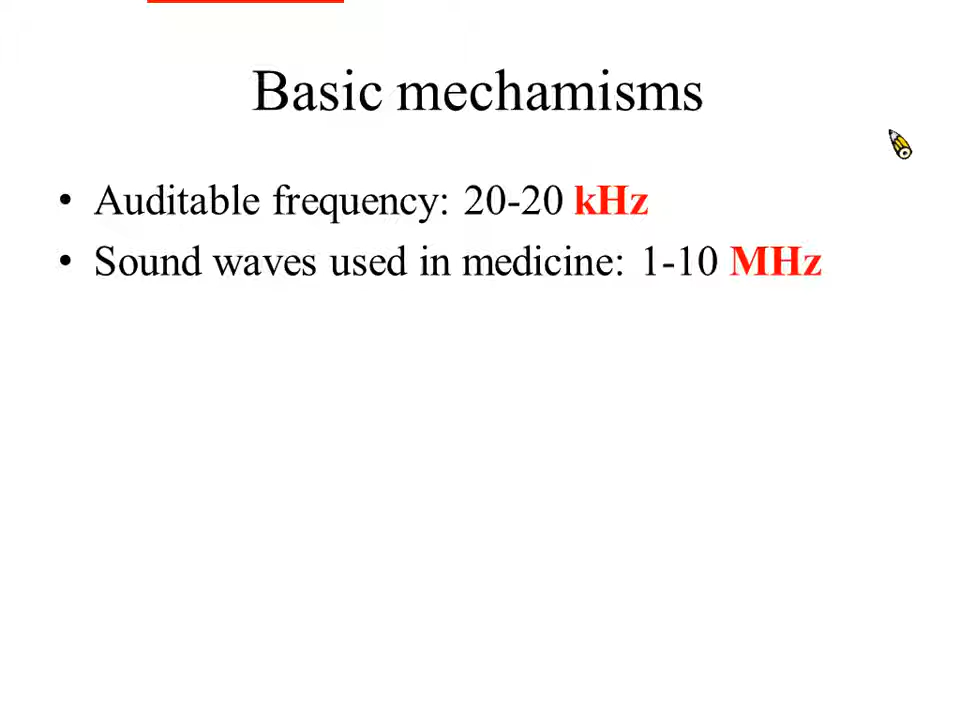 Basic mechamisms
• Auditable frequency: 20-20 kHz
• Sound waves used in medicine: 1-10 MHz